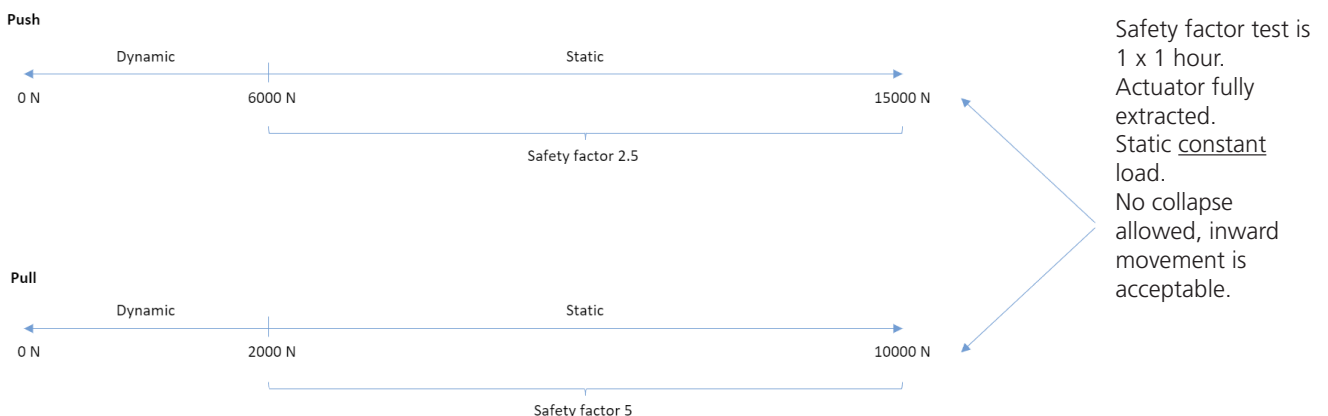 Push
Dynamic
Static
0 N
6000 N
15000 N
Safety factor 2.5
Safety factor test is
1 x 1 hour.
Actuator fully
extracted.
Static constant
load.
No collapse
allowed, inward
movement is
acceptable.
Pull
Dynamic
Static
0 N
2000 N
10000 N
Safety factor 5